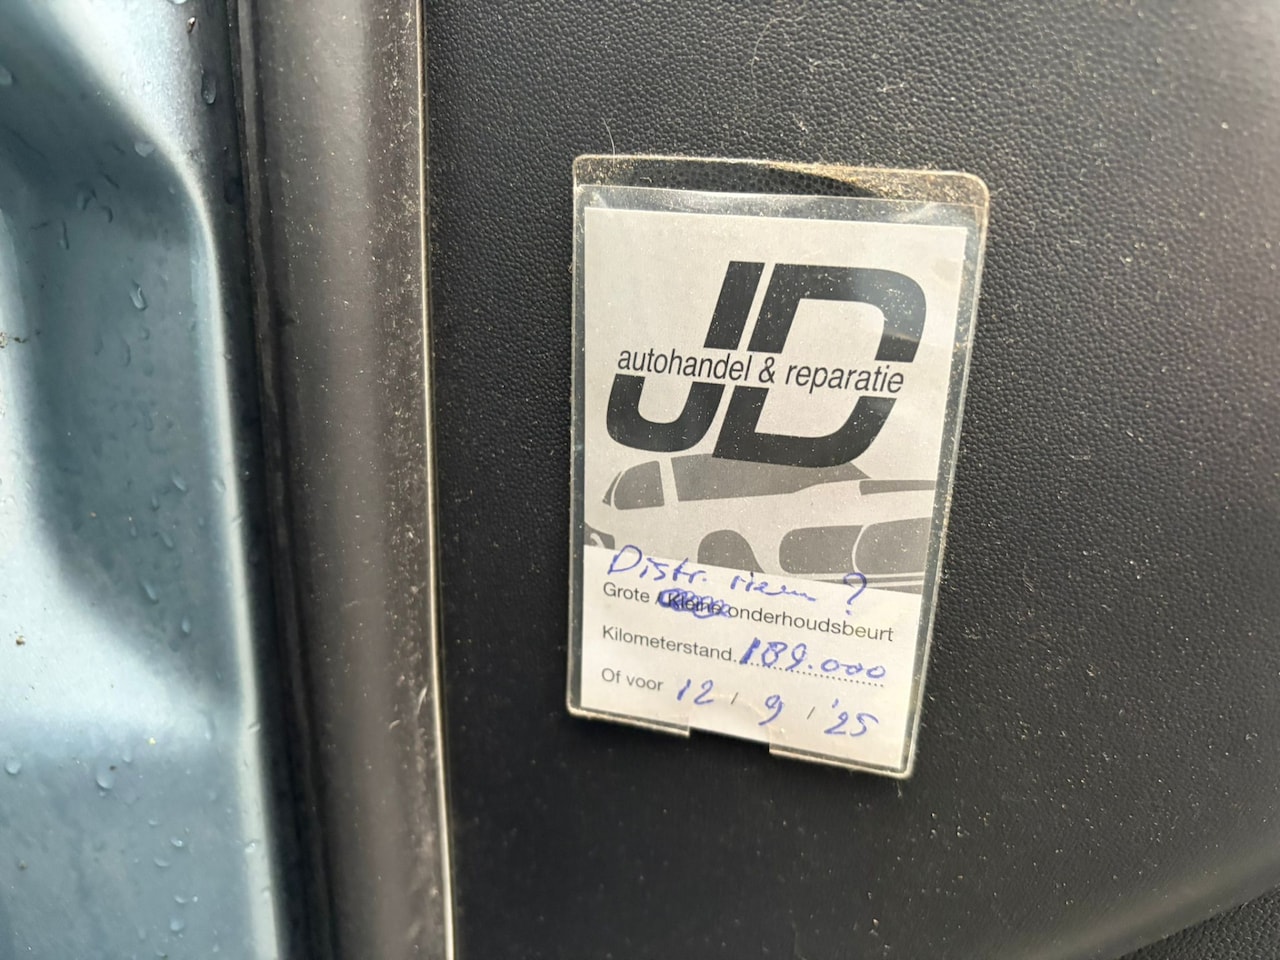 JD
autohandel & reparatie
Distr. riem ?
Grote / Kleine onderhoudsbeurt
Kilometerstand 189.000
Of voor 12 / 9 / '25